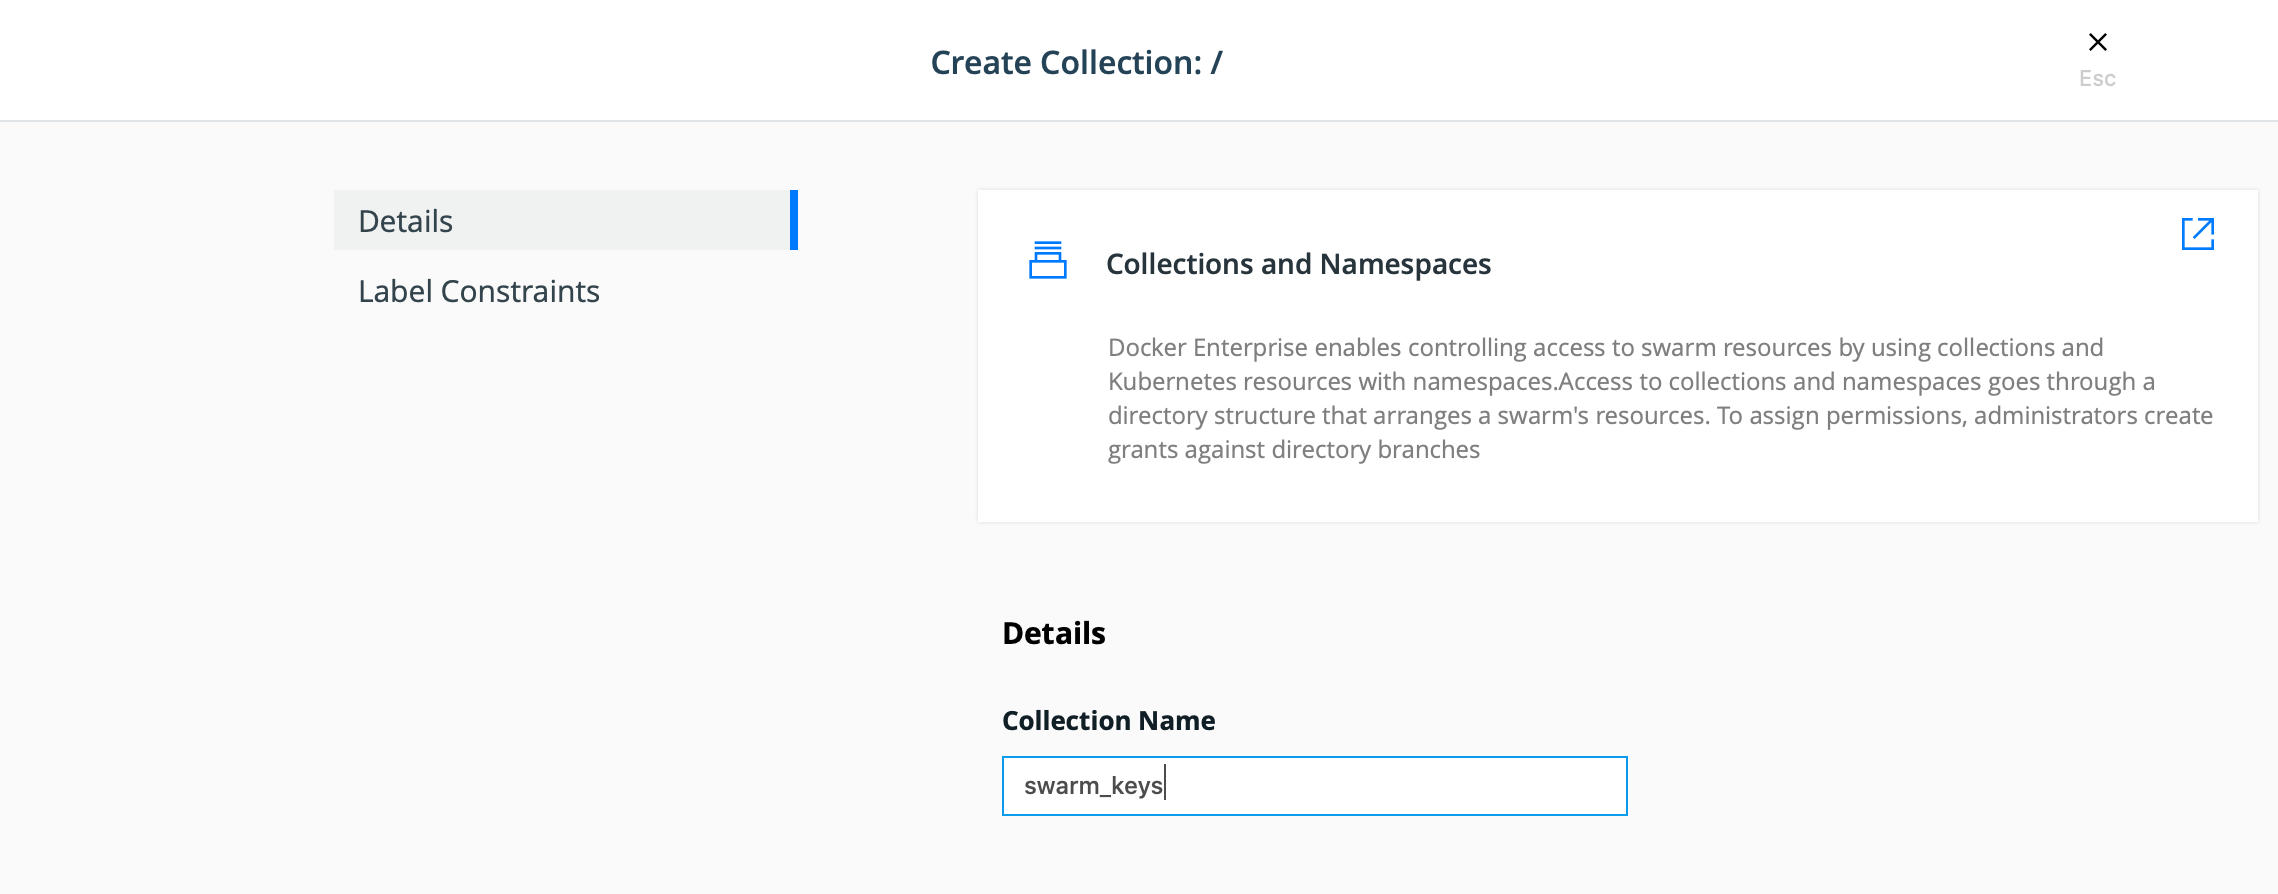 Create Collection: /
Esc
Details
Label Constraints
Collections and Namespaces
Docker Enterprise enables controlling access to swarm resources by using collections and
Kubernetes resources with namespaces.Access to collections and namespaces goes through a
directory structure that arranges a swarm's resources. To assign permissions, administrators create
grants against directory branches
Details
Collection Name
swarm_keys